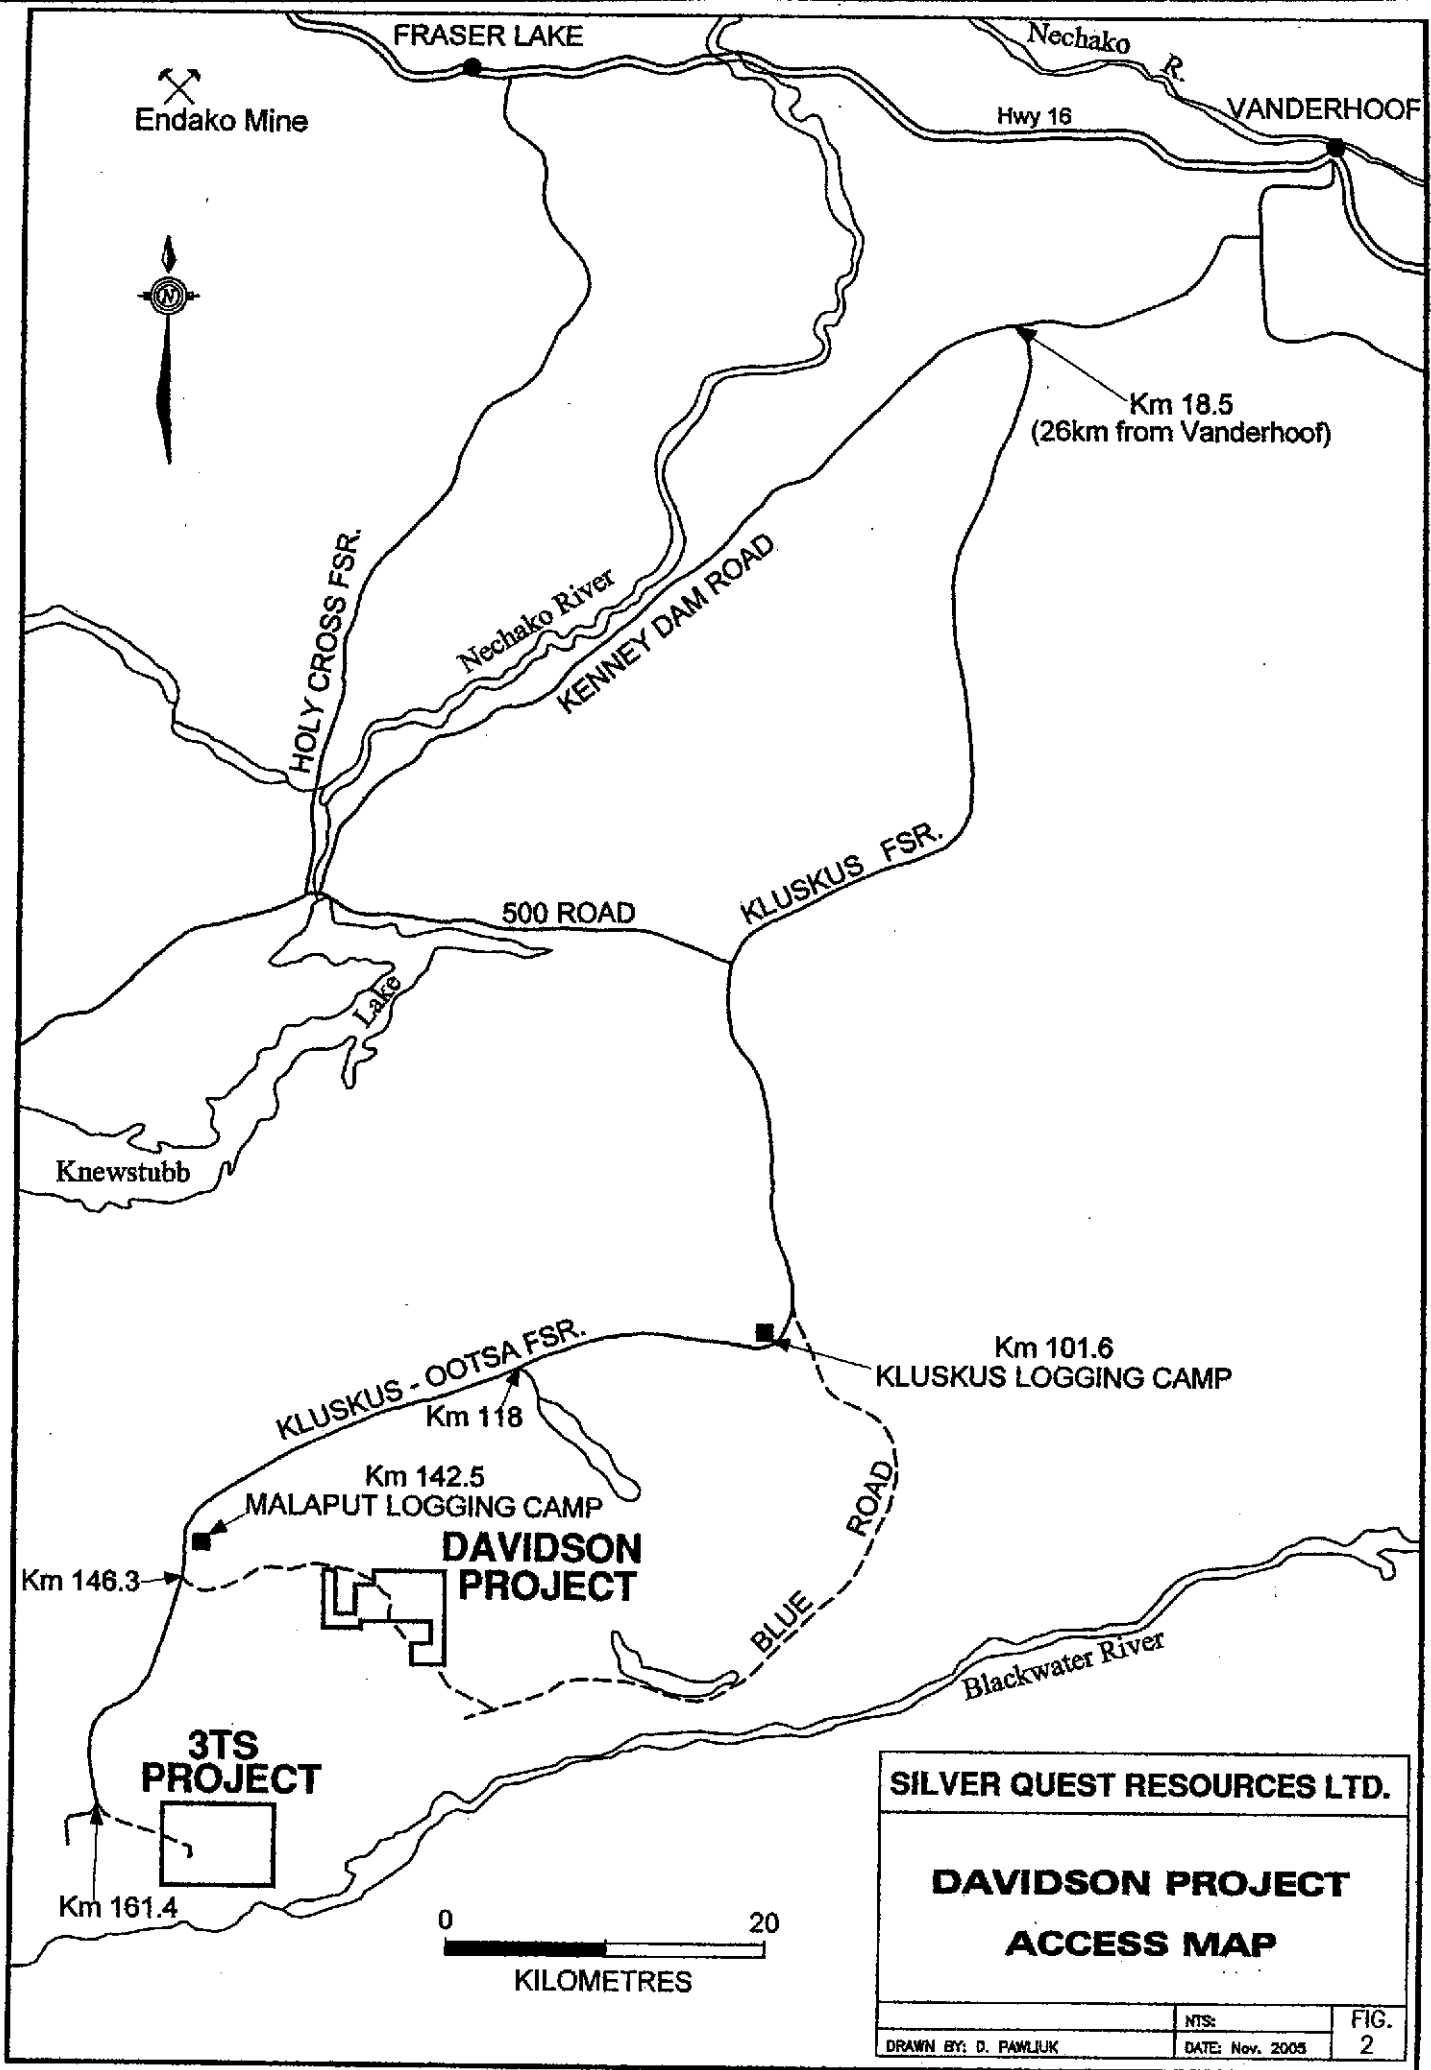 FRASER LAKE
Nechako
R.
Endako Mine
Hwy 16
VANDERHOOF
N
Km 18.5
(26km from Vanderhoof)
HOLY CROSS FSR.
Nechako River
KENNEY DAM ROAD
KLUSKUS FSR.
500 ROAD
Lake
Knewstubb
KLUSKUS - OOTSA FSR.
Km 101.6
KLUSKUS LOGGING CAMP
Km 118
Km 142.5
MALAPUT LOGGING CAMP
BLUE ROAD
DAVIDSON
PROJECT
Km 146.3
Blackwater River
3TS
PROJECT
Km 161.4
0 20
KILOMETRES
SILVER QUEST RESOURCES LTD.
DAVIDSON PROJECT
ACCESS MAP
NTS:
FIG.
2
DRAWN BY: D. PAWLIUK
DATE: Nov. 2005